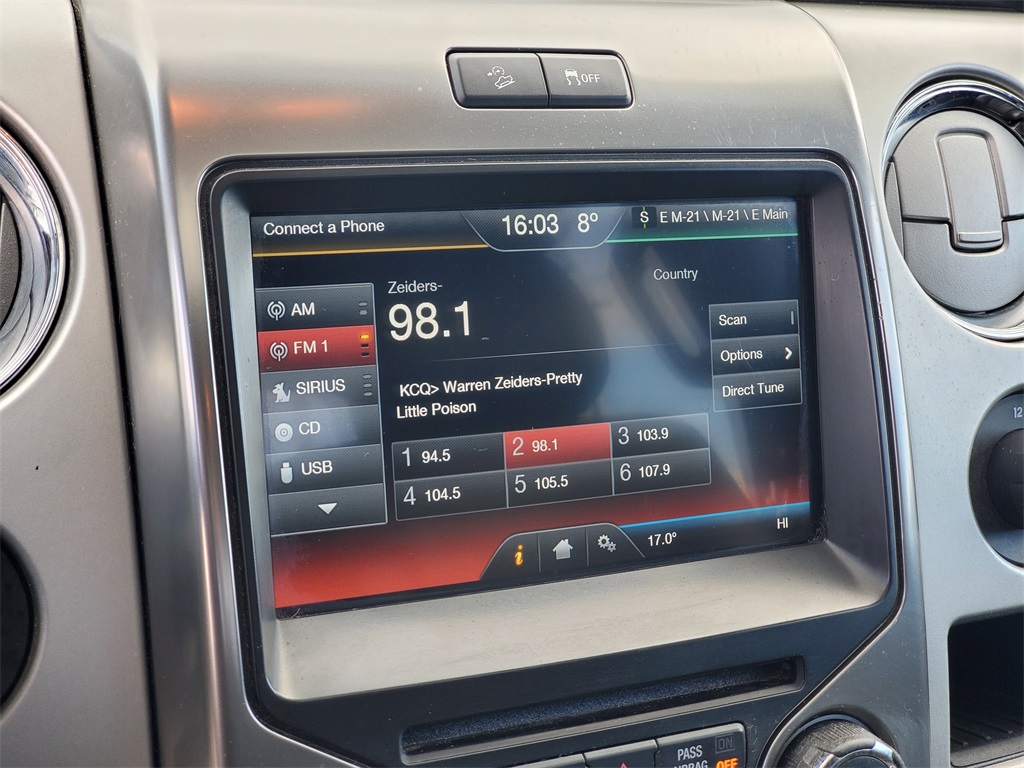 OFF
Connect a Phone
16:03 8°
S E M-21 \ M-21 \ E Main
Zeiders-
Country
98.1
AM
FM 1
SIRIUS
CD
USB
Scan
Options
Direct Tune
KCQ> Warren Zeiders-Pretty
Little Poison
1 94.5
2 98.1
3 103.9
4 104.5
5 105.5
6 107.9
i
17.0°
HI
12
PASS
ON
OFF